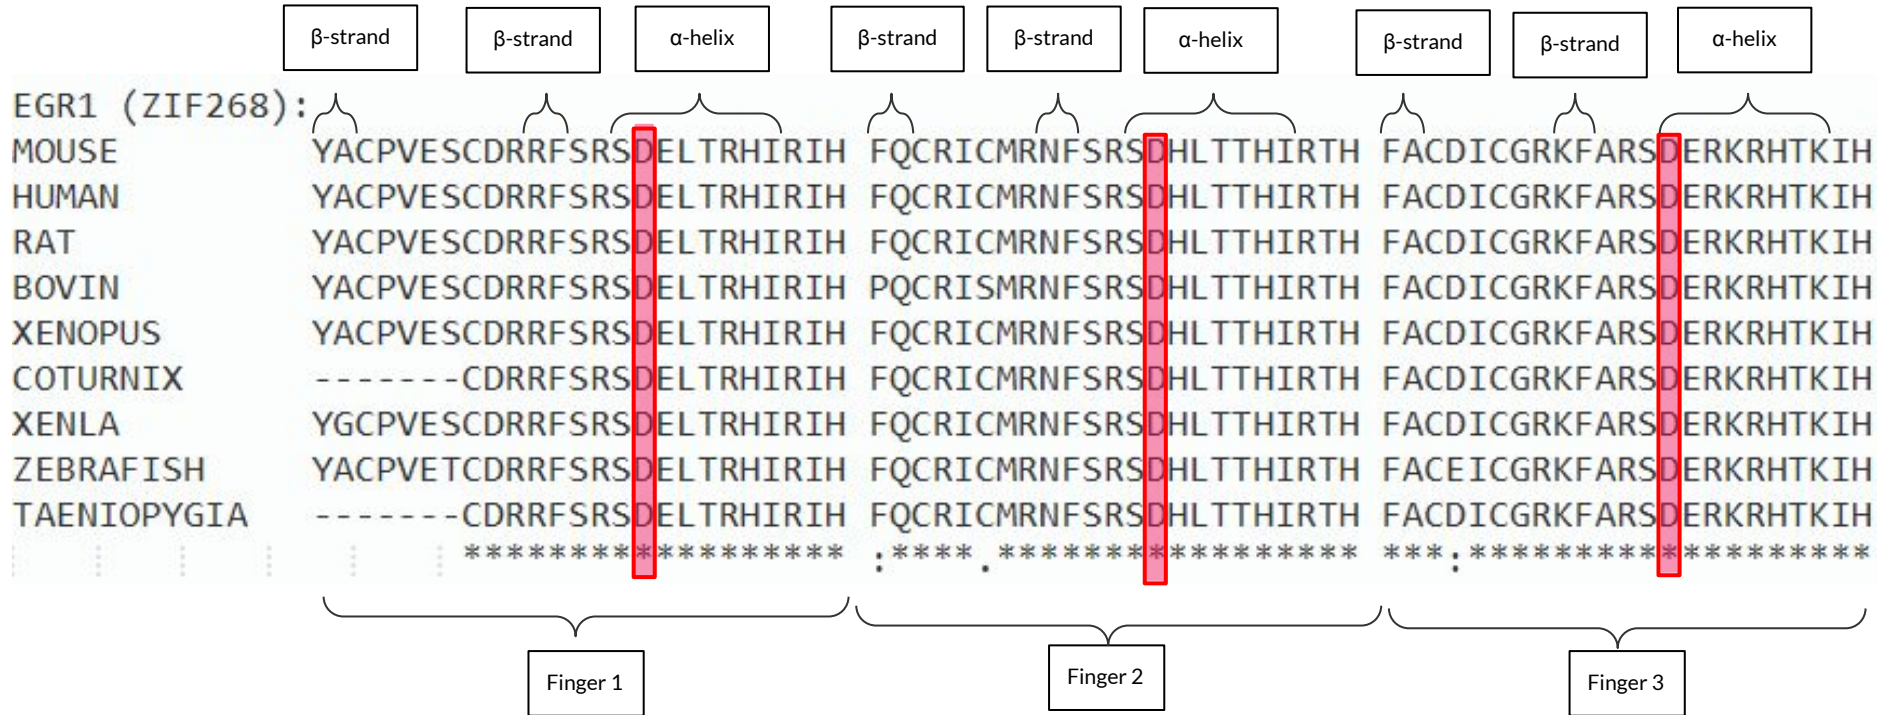 β-strand β-strand α-helix β-strand β-strand α-helix β-strand β-strand α-helix
EGR1 (ZIF268):
MOUSE YACPVESCDRRFSRSDELTRHIRIH FQCRICMRNFSRSDHLTTHIRTH FACDICGRKFARSDERKRHTKIH
HUMAN YACPVESCDRRFSRSDELTRHIRIH FQCRICMRNFSRSDHLTTHIRTH FACDICGRKFARSDERKRHTKIH
RAT YACPVESCDRRFSRSDELTRHIRIH FQCRICMRNFSRSDHLTTHIRTH FACDICGRKFARSDERKRHTKIH
BOVIN YACPVESCDRRFSRSDELTRHIRIH PQCRISMRNFSRSDHLTTHIRTH FACDICGRKFARSDERKRHTKIH
XENOPUS YACPVESCDRRFSRSDELTRHIRIH FQCRICMRNFSRSDHLTTHIRTH FACDICGRKFARSDERKRHTKIH
COTURNIX -------CDRRFSRSDELTRHIRIH FQCRICMRNFSRSDHLTTHIRTH FACDICGRKFARSDERKRHTKIH
XENLA YGCPVESCDRRFSRSDELTRHIRIH FQCRICMRNFSRSDHLTTHIRTH FACDICGRKFARSDERKRHTKIH
ZEBRAFISH YACPVETCDRRFSRSDELTRHIRIH FQCRICMRNFSRSDHLTTHIRTH FACEICGRKFARSDERKRHTKIH
TAENIOPYGIA -------CDRRFSRSDELTRHIRIH FQCRICMRNFSRSDHLTTHIRTH FACDICGRKFARSDERKRHTKIH
****************** :****.***************** ***:*******************
Finger 1 Finger 2 Finger 3